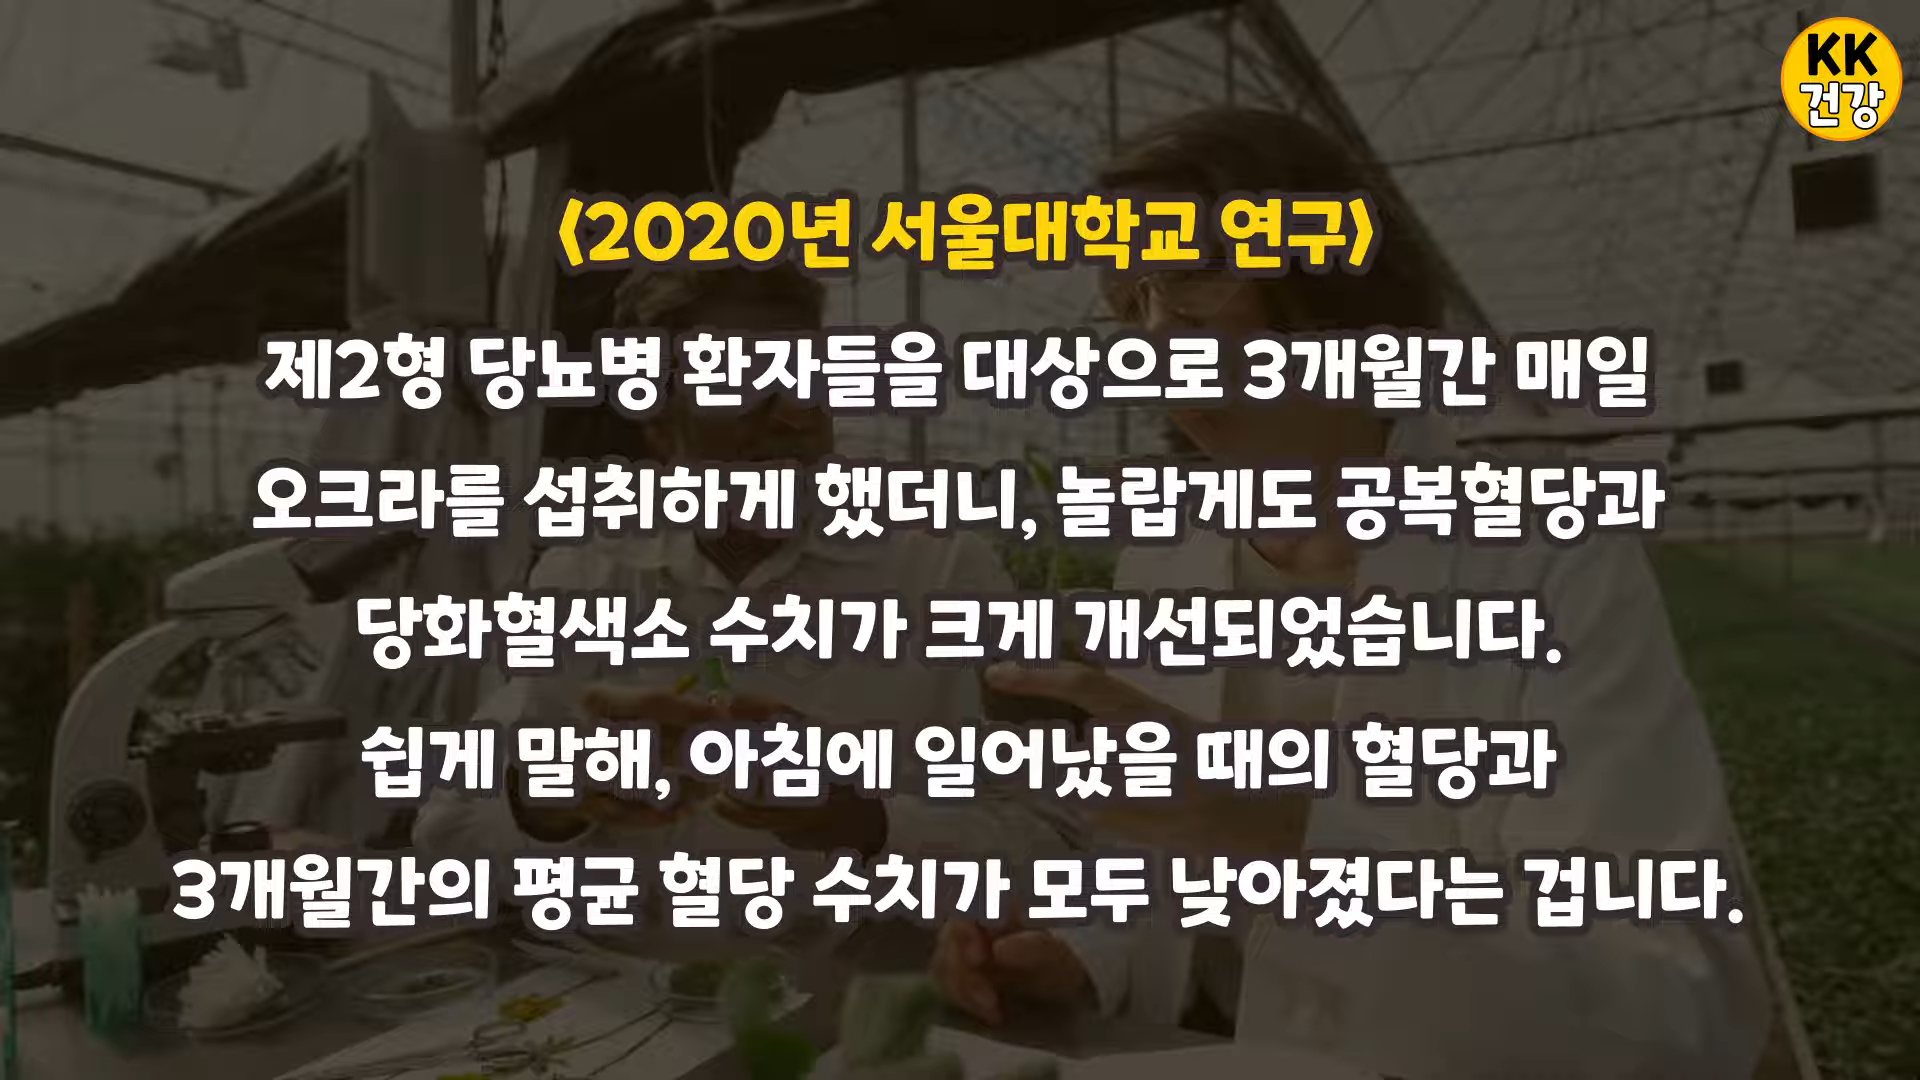 KK
건강
<2020년 서울대학교 연구>
제2형 당뇨병 환자들을 대상으로 3개월간 매일
오크라를 섭취하게 했더니, 놀랍게도 공복혈당과
당화혈색소 수치가 크게 개선되었습니다.
쉽게 말해, 아침에 일어났을 때의 혈당과
3개월간의 평균 혈당 수치가 모두 낮아졌다는 겁니다.